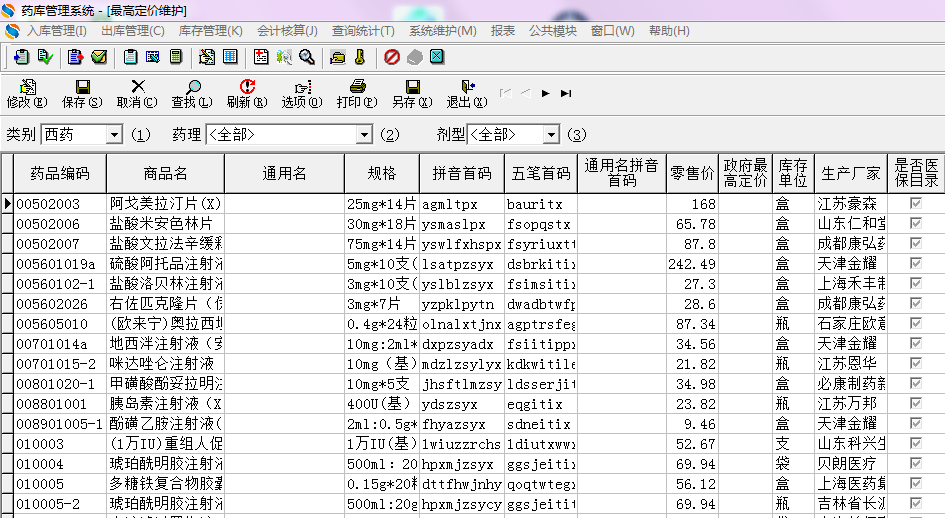 药库管理系统 - [最高定价维护]
入库管理(I) 出库管理(C) 库存管理(K) 会计核算(J) 查询统计(T) 系统维护(M) 报表 公共模块 窗口(W) 帮助(H)
修改(E) 保存(S) 取消(C) 查找(L) 刷新(R) 选项(O) 打印(P) 另存(A) 退出(X)
类别 西药 (1) 药理 <全部> (2) 剂型 <全部> (3)
药品编码 商品名 通用名 规格 拼音首码 五笔首码 通用名拼音首码 零售价 政府最高定价 库存单位 生产厂家 是否医保目录
00502003 阿戈美拉汀片(X) 25mg*14片 agmltpx bauritx 168 盒 江苏豪森
00502006 盐酸米安色林片 30mg*18片 ysmaslpx fsopqstx 65.78 盒 山东仁和堂
00502007 盐酸文拉法辛缓释 75mg*14片 yswlfxhspx fsyriuxtt 87.8 盒 成都康弘药
005601019a 硫酸阿托品注射液 5mg*10支( lsatpzsyx dsbrkitix 242.49 盒 天津金耀
00560102-1 盐酸洛贝林注射液 3mg*10支( yslblzsyx fsimsitix 27.3 盒 上海禾丰制
005602026 右佐匹克隆片( 3mg*7片 yzpklpytn dwadbtwfp 28.6 盒 成都康弘药
005605010 (欧来宁)奥拉西坦 0.4g*24粒 olnalxtjnx agptrsfeg 87.34 瓶 石家庄欧意
00701014a 地西泮注射液(安 10mg:2ml* dxpzsyadx fsiitippx 34.56 盒 天津金耀
00701015-2 咪达唑仑注射液 10mg(基) mdzlzsylyx kdkwitile 21.82 瓶 江苏恩华
00801020-1 甲磺酸酚妥拉明注 10mg*5支 jhsftlmzsy ldsserjit 34.98 盒 必康制药新
008801001 胰岛素注射液(X 400U(基) ydszsyx eqgitix 23.82 瓶 江苏万邦
008901005-1 酚磺乙胺注射液( 2ml:0.5g* fhyazsyx sdneitix 9.46 盒 天津金耀
010003 (1万IU)重组人促 1万IU(基) 1wiuzzrchs 1diutxwwx 52.67 支 山东科兴生
010004 琥珀酰明胶注射液 500ml：20 hpxmjzsyx ggsjeitix 69.94 袋 贝朗医疗
010005 多糖铁复合物胶囊 0.15g*20粒 dttfhwjnhy qoqtwtegx 56.12 盒 上海医药集
010005-2 琥珀酰明胶注射液 500ml:20g hpxmjzsyx ggsjeitix 69.94 瓶 吉林省长源